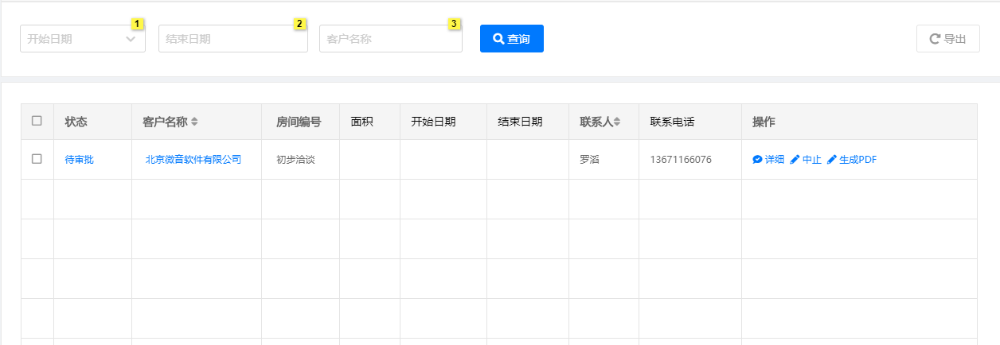 开始日期 1 结束日期 2 客户名称 3 查询 导出
状态 客户名称 房间编号 面积 开始日期 结束日期 联系人 联系电话 操作
待审批 北京微音软件有限公司 初步洽谈 罗滔 13671166076 详细 中止 生成PDF